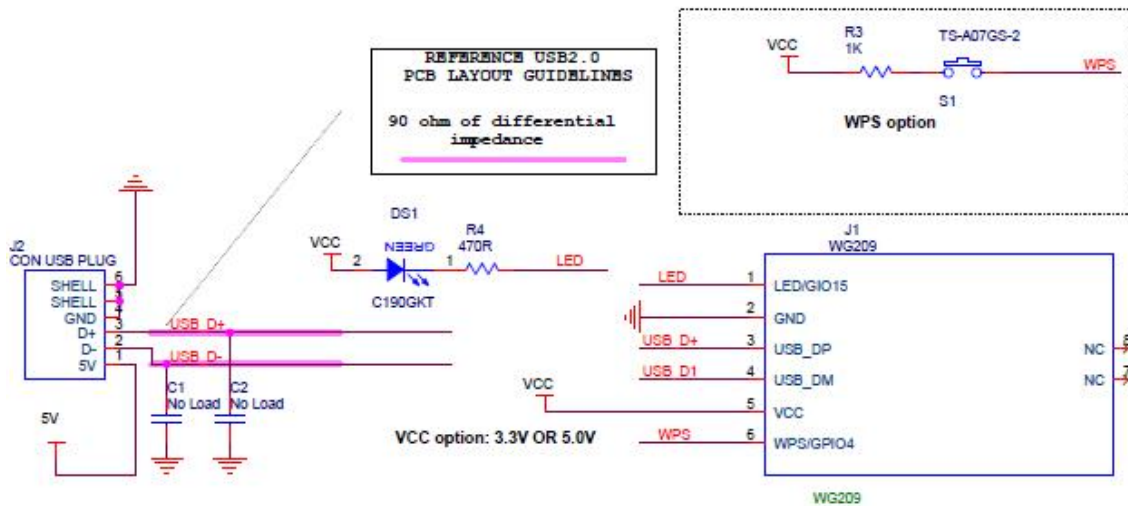 REFERENCE USB2.0
PCB LAYOUT GUIDELINES
90 ohm of differential
impedance
VCC
R3
1K
TS-A07GS-2
WPS
S1
WPS option
J2
CON USB PLUG
SHELL 6
SHELL
GND 4
D+ 3
D- 2
5V 1
USB_D+
USB_D-
C1
No Load
C2
No Load
5V
VCC
2
DS1
GREEN
1
C190GKT
R4
470R
LED
VCC
VCC option: 3.3V OR 5.0V
J1
WG209
LED 1 LED/GIO15
2 GND
USB_D+ 3 USB_DP
USB_D1 4 USB_DM
5 VCC
WPS 6 WPS/GPIO4
NC 8
NC 7
WG209